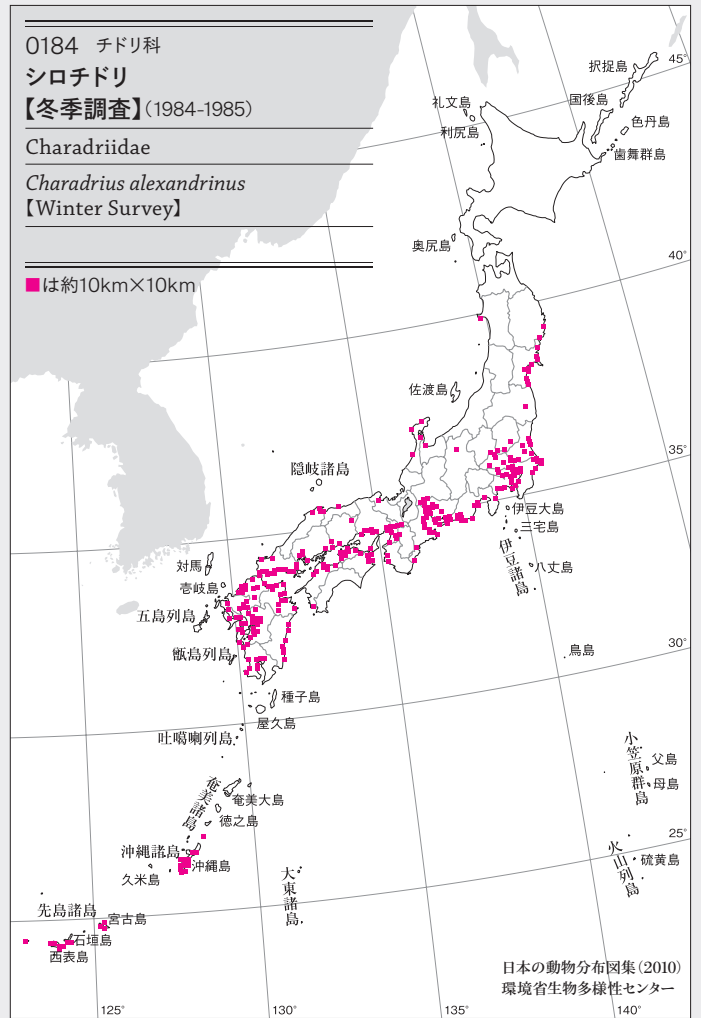 0184 チドリ科
シロチドリ
【冬季調査】(1984-1985)
Charadriidae
Charadrius alexandrinus
【Winter Survey】
■は約10km×10km
択捉島
45°
礼文島
国後島
利尻島
色丹島
歯舞群島
奥尻島
40°
佐渡島
隠岐諸島
35°
伊豆大島
三宅島
伊豆諸島
八丈島
対馬
壱岐島
五島列島
甑島列島
鳥島
30°
種子島
屋久島
吐噶喇列島
小笠原群島
父島
母島
奄美諸島
奄美大島
徳之島
25°
沖縄諸島
沖縄島
久米島
大東諸島
火山列島
硫黄島
先島諸島
宮古島
石垣島
西表島
日本の動物分布図集(2010)
環境省生物多様性センター
125°
130°
135°
140°